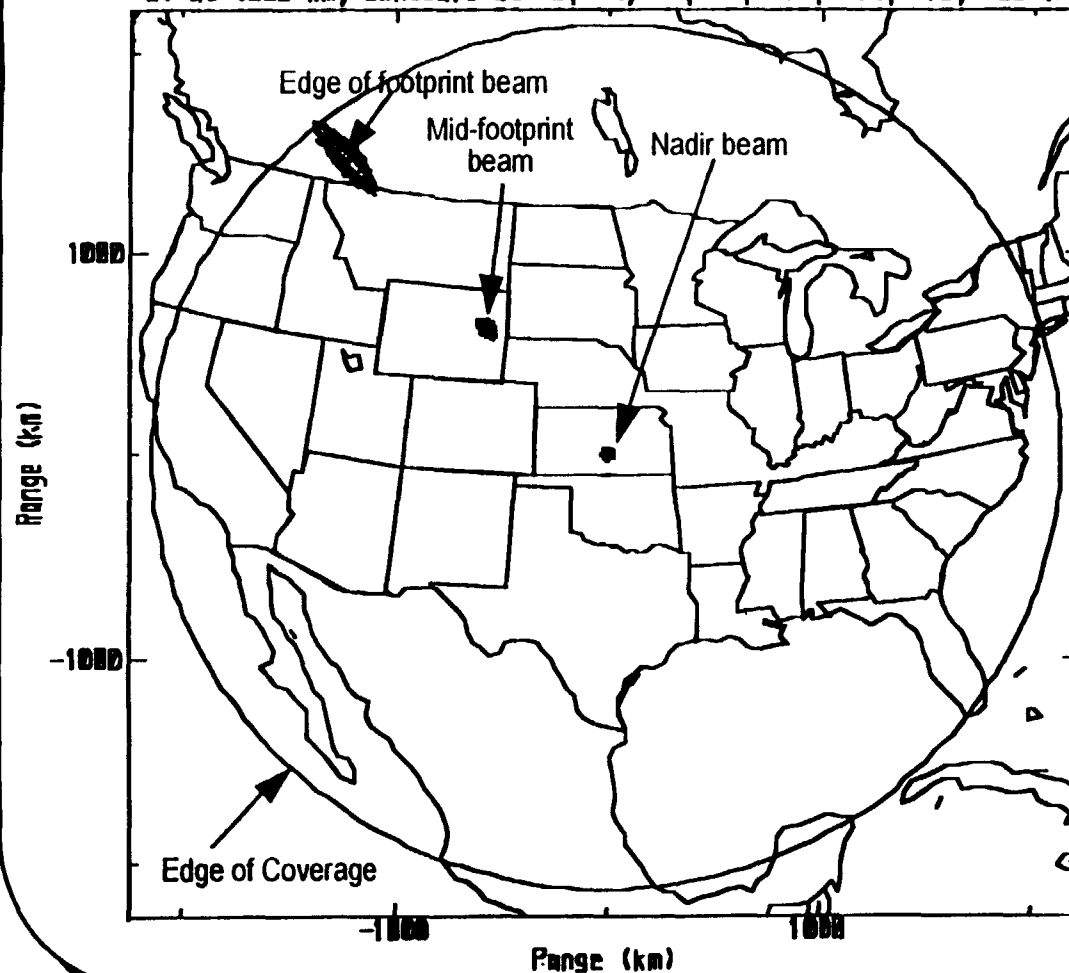 Edge of footprint beam
Mid-footprint
beam
Nadir beam
1000
Range (km)
-1000
Edge of Coverage
-1000
1000
Range (km)